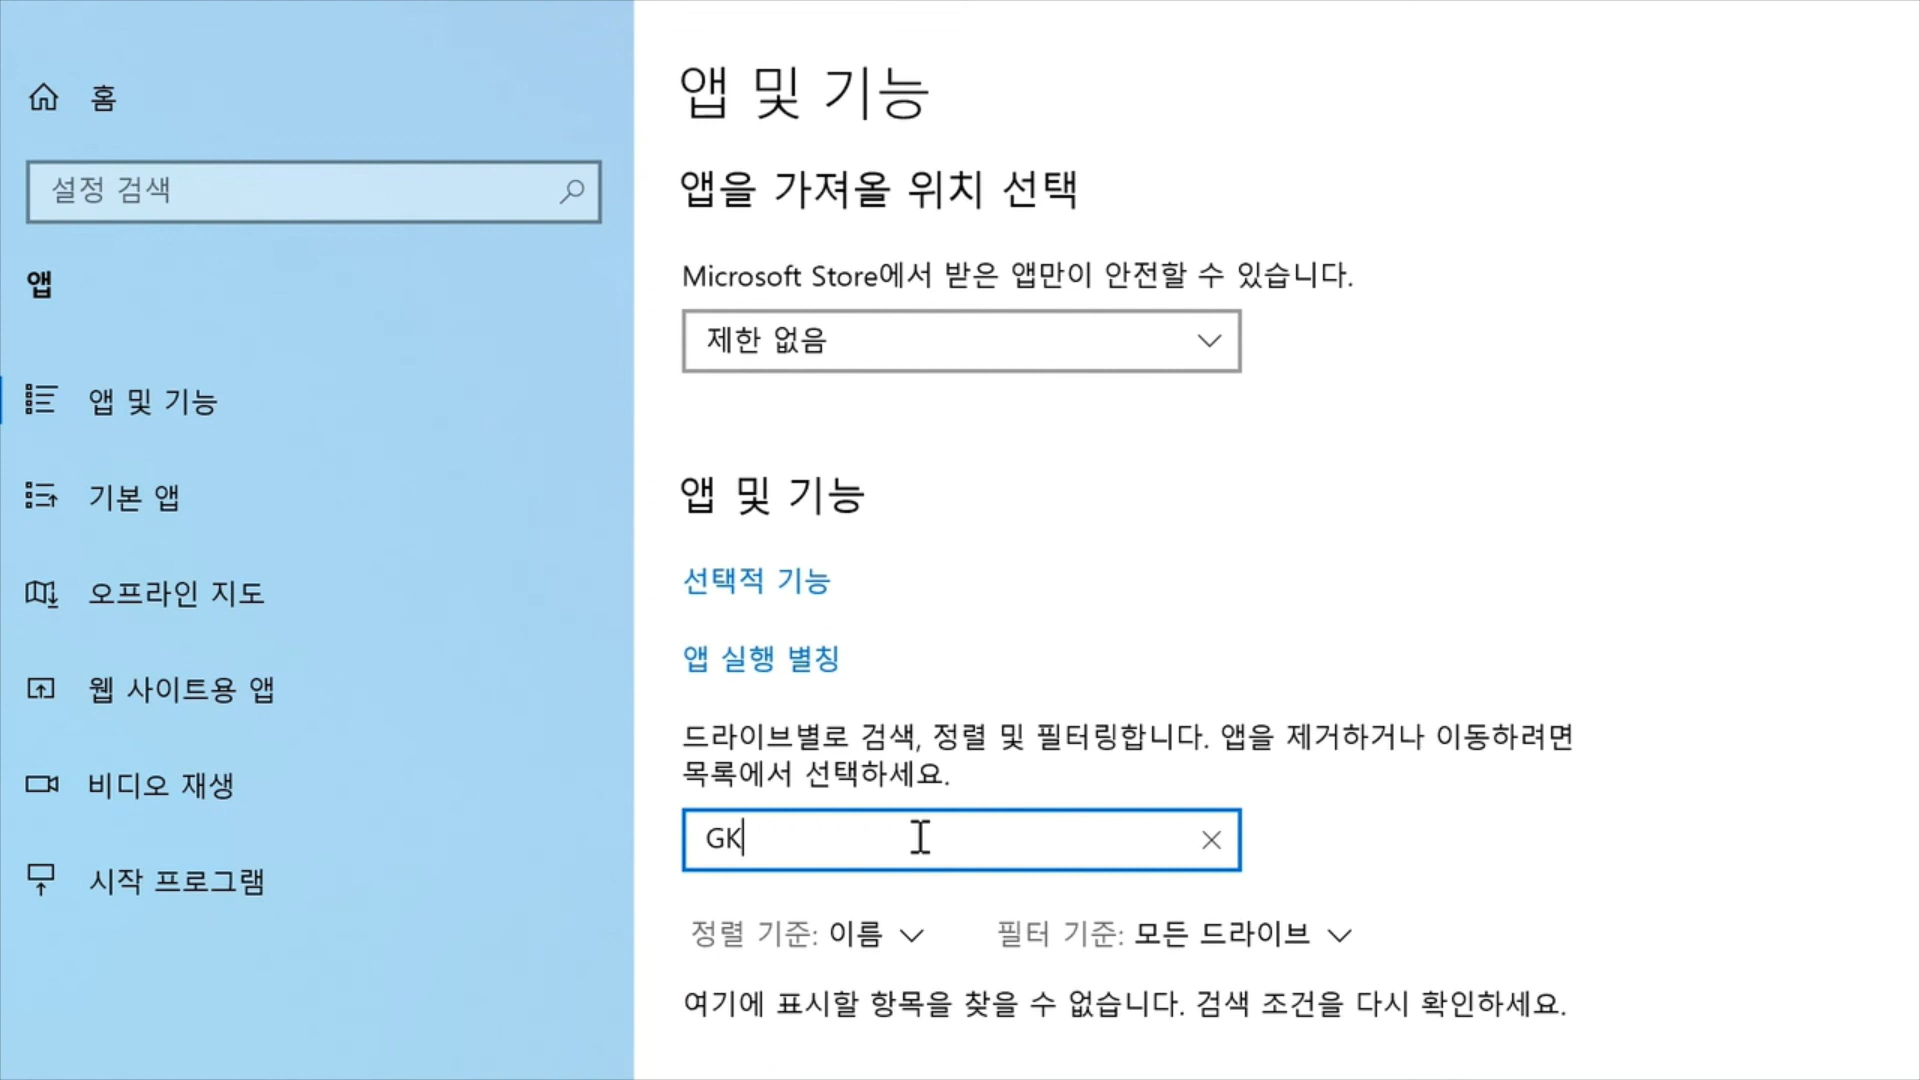 홈
설정 검색
앱
앱 및 기능
기본 앱
오프라인 지도
웹 사이트용 앱
비디오 재생
시작 프로그램
앱 및 기능
앱을 가져올 위치 선택
Microsoft Store에서 받은 앱만이 안전할 수 있습니다.
제한 없음
앱 및 기능
선택적 기능
앱 실행 별칭
드라이브별로 검색, 정렬 및 필터링합니다. 앱을 제거하거나 이동하려면
목록에서 선택하세요.
GK
정렬 기준: 이름 필터 기준: 모든 드라이브
여기에 표시할 항목을 찾을 수 없습니다. 검색 조건을 다시 확인하세요.